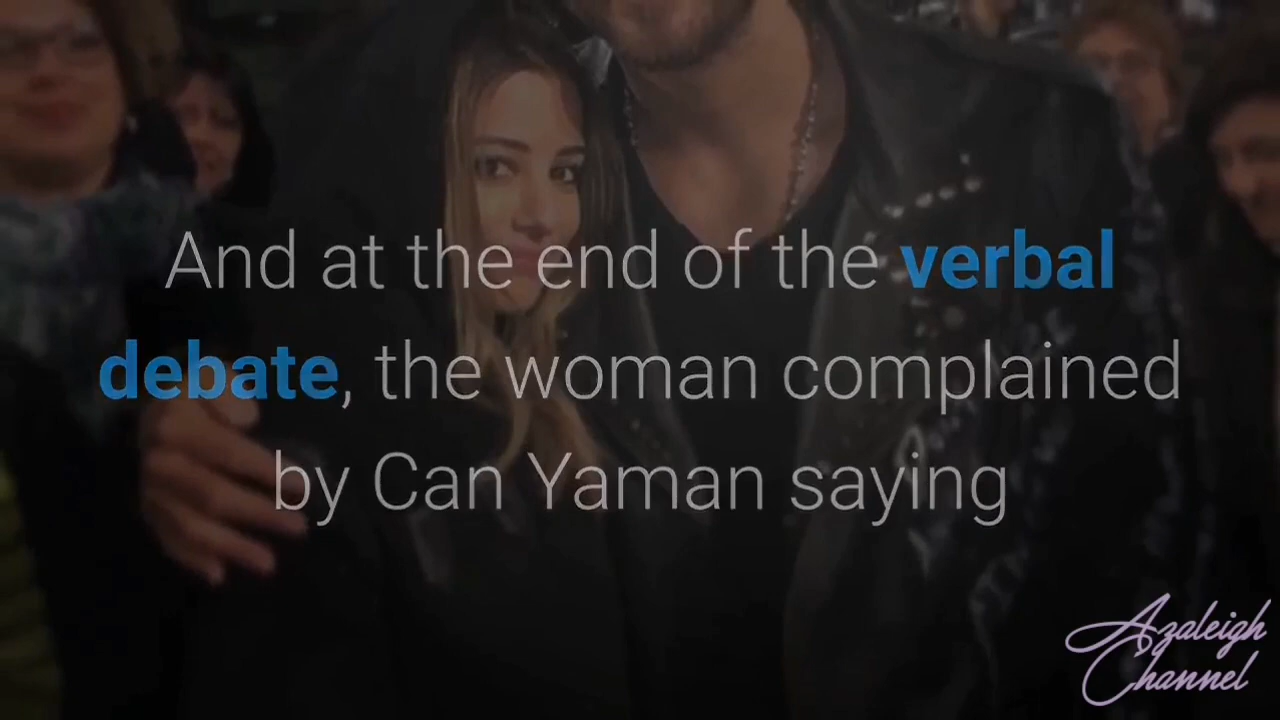 And at the end of the verbal
debate, the woman complained
by Can Yaman saying
Azaleigh
Channel